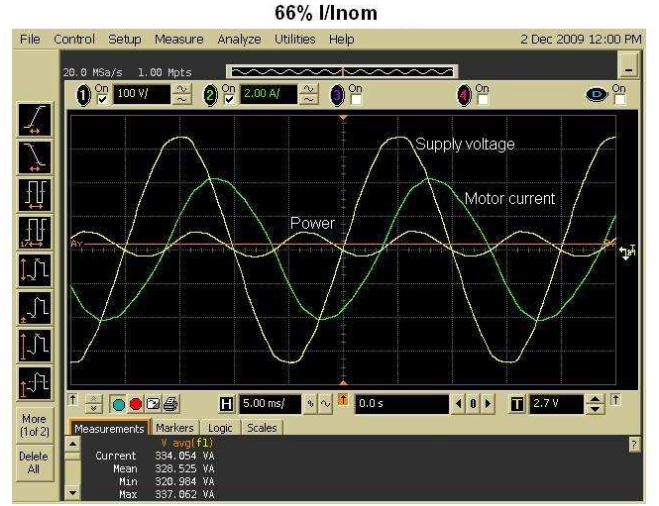 66% I/Inom
File Control Setup Measure Analyze Utilities Help 2 Dec 2009 12:00 PM
20.0 MSa/s 1.00 Mpts
1 On 100 V/ 2 On 2.00 A/ 3 On 4 On D On
Supply voltage
Motor current
Power
H 5.00 ms/ 0.0 s 0 T 2.7 V
More
(1of 2)
Delete
All
Measurements Markers Logic Scales
V avg(f1)
Current 334.054 VA
Mean 328.525 VA
Min 320.984 VA
Max 337.062 VA
?